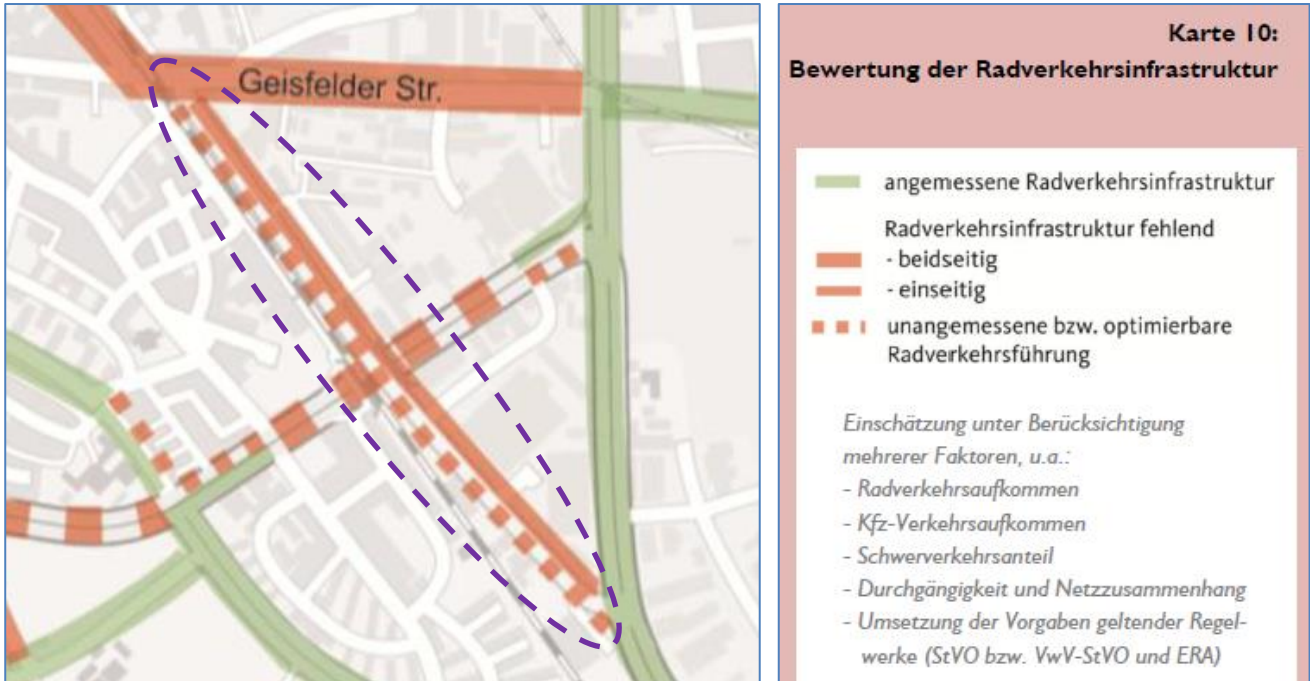 Geisfelder Str.
Karte 10:
Bewertung der Radverkehrsinfrastruktur
angemessene Radverkehrsinfrastruktur
Radverkehrsinfrastruktur fehlend
- beidseitig
- einseitig
unangemessene bzw. optimierbare
Radverkehrsführung
Einschätzung unter Berücksichtigung
mehrerer Faktoren, u.a.:
- Radverkehrsaufkommen
- Kfz-Verkehrsaufkommen
- Schwerverkehrsanteil
- Durchgängigkeit und Netzzusammenhang
- Umsetzung der Vorgaben geltender Regel-
werke (StVO bzw. VwV-StVO und ERA)